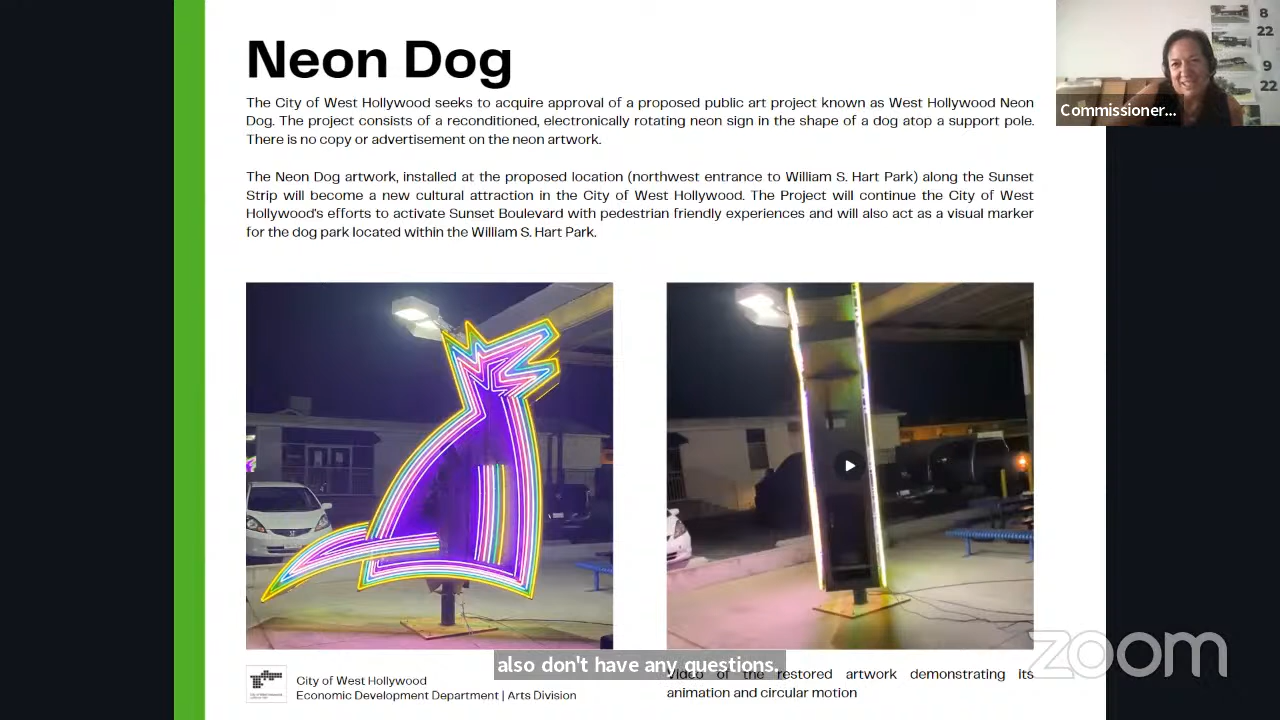 Neon Dog
The City of West Hollywood seeks to acquire approval of a proposed public art project known as West Hollywood Neon
Dog. The project consists of a reconditioned, electronically rotating neon sign in the shape of a dog atop a support pole.
There is no copy or advertisement on the neon artwork.
The Neon Dog artwork, installed at the proposed location (northwest entrance to William S. Hart Park) along the Sunset
Strip will become a new cultural attraction in the City of West Hollywood. The Project will continue the City of West
Hollywood's efforts to activate Sunset Boulevard with pedestrian friendly experiences and will also act as a visual marker
for the dog park located within the William S. Hart Park.
8
22
9
22
Commissioner...
City of West Hollywood
Economic Development Department | Arts Division
also don't have any questions.
Video of the restored artwork demonstrating its
animation and circular motion
zoom